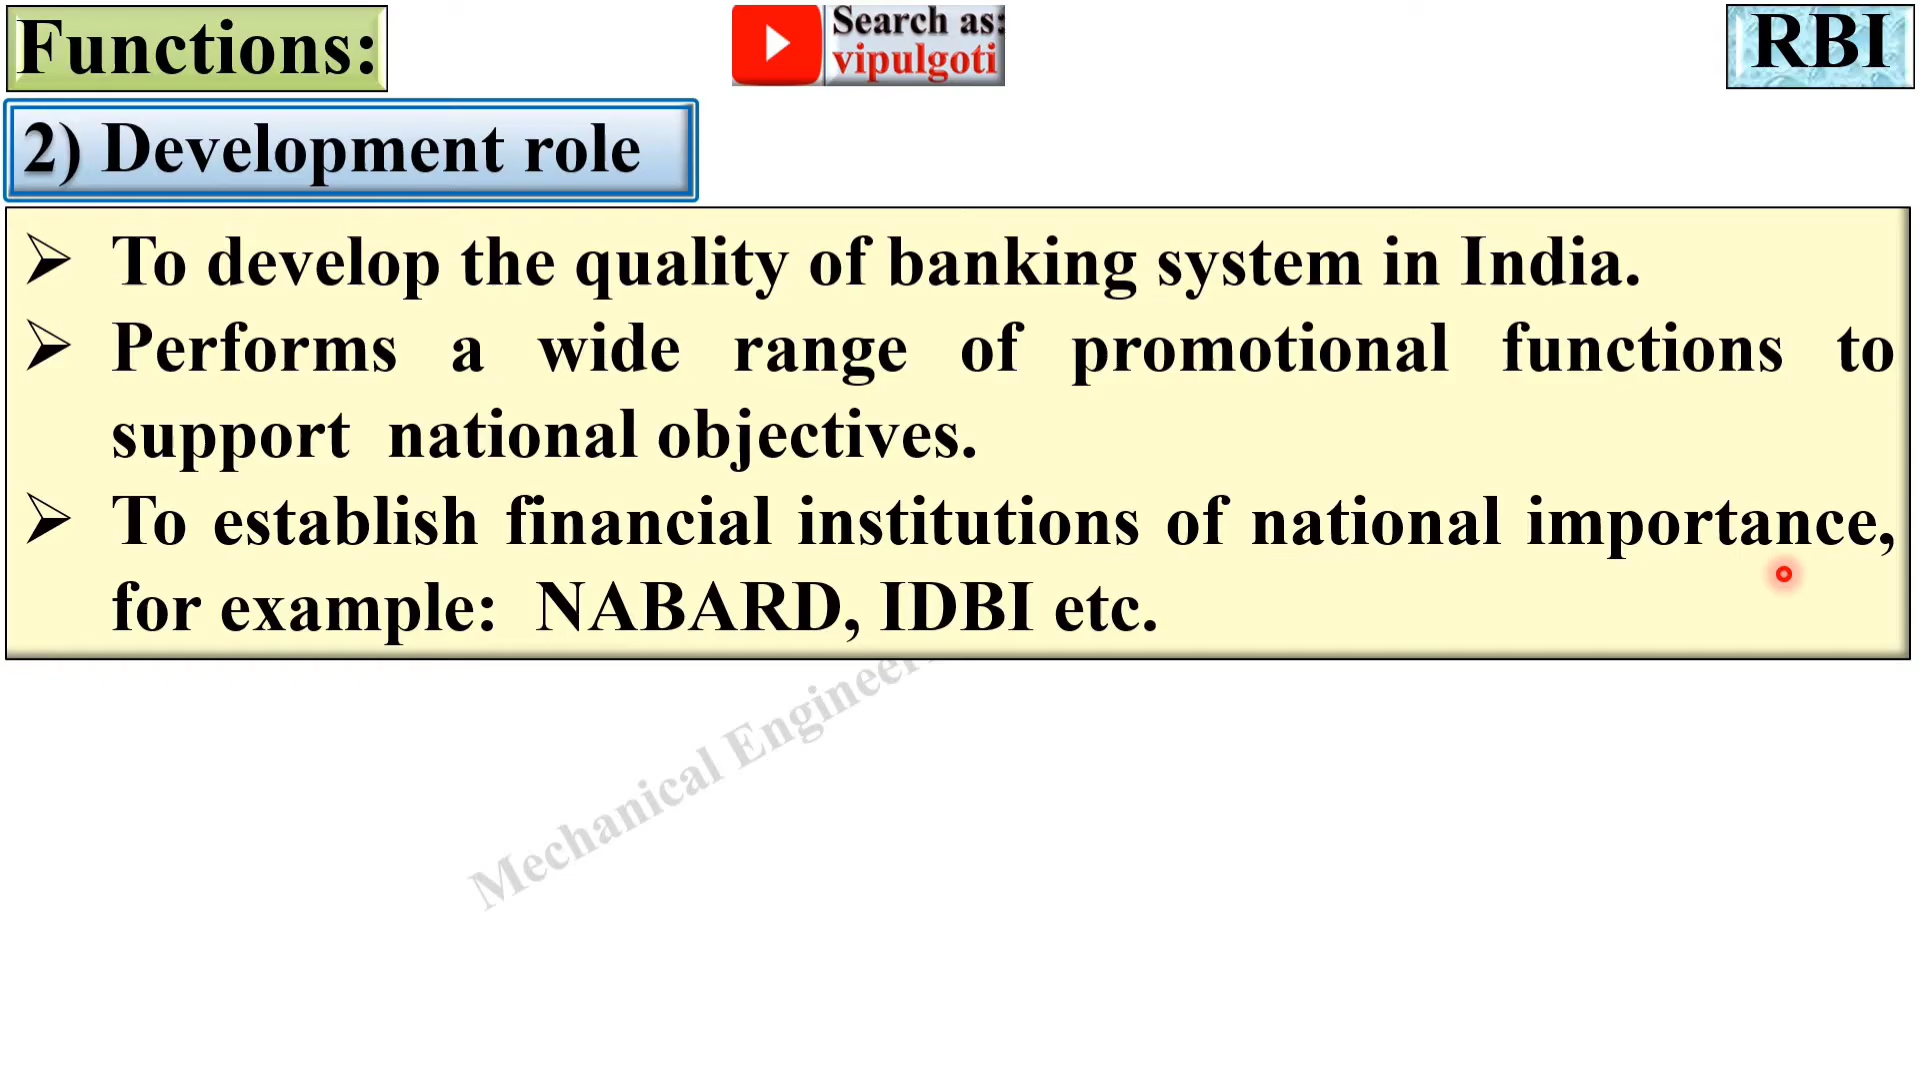 Functions:
Search as:
vipulgoti
RBI
2) Development role
➢ To develop the quality of banking system in India.
➢ Performs a wide range of promotional functions to
support national objectives.
➢ To establish financial institutions of national importance,
for example: NABARD, IDBI etc.
Mechanical Engineer